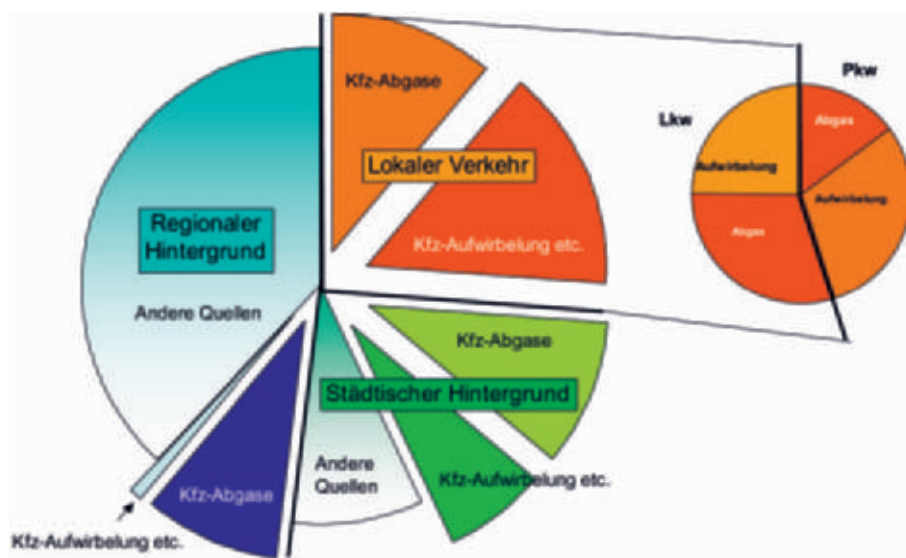 Kfz-Abgase
Lokaler Verkehr
Kfz-Aufwirbelung etc.
Regionaler
Hintergrund
Andere Quellen
Kfz-Abgase
Städtischer Hintergrund
Kfz-Aufwirbelung etc.
Andere
Quellen
Kfz-Abgase
Kfz-Aufwirbelung etc.
Pkw
Lkw
Abgas
Aufwirbelung
Aufwirbelung
Abgas